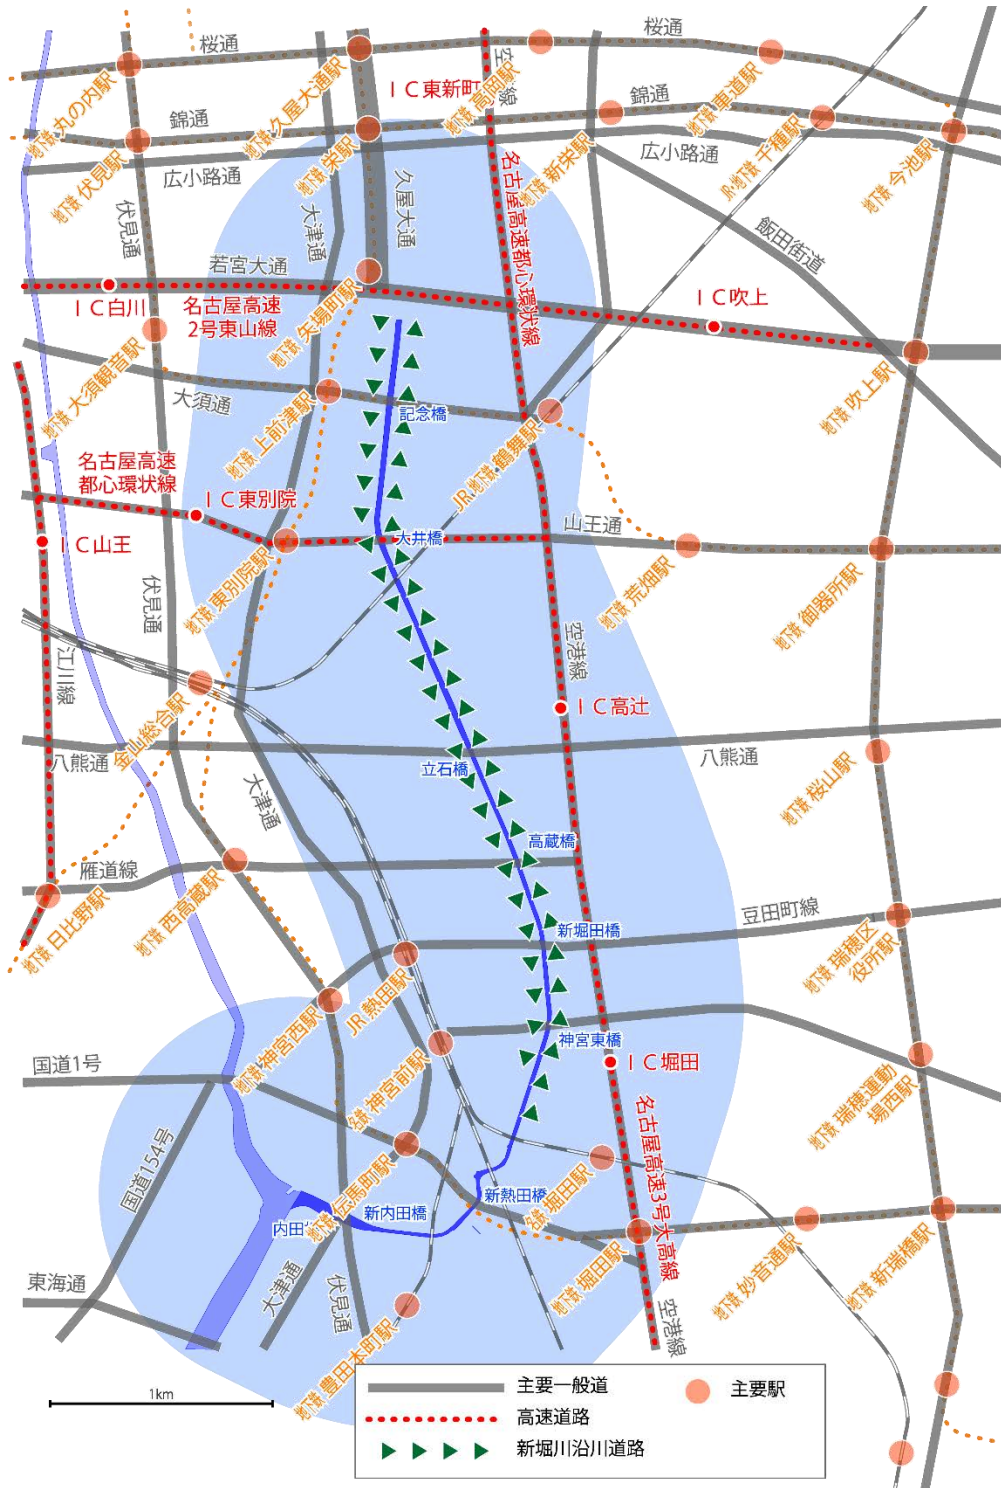 桜通
桜通
地下鉄 丸の内駅
地下鉄 久屋大通駅
IC東新町
空港線
地下鉄 高岡駅
地下鉄 車道駅
錦通
錦通
地下鉄 伏見駅
地下鉄 栄駅
地下鉄 新栄駅
JR・地下鉄 千種駅
地下鉄 今池駅
広小路通
広小路通
伏見通
大津通
久屋大通
名古屋高速都心環状線
飯田街道
若宮大通
IC白川
名古屋高速
2号東山線
地下鉄 矢場町駅
IC吹上
地下鉄 大須観音駅
大須通
地下鉄 上前津駅
記念橋
JR・地下鉄 鶴舞駅
地下鉄 吹上駅
名古屋高速
都心環状線
IC東別院
IC山王
大井橋
山王通
地下鉄 東別院駅
地下鉄 荒畑駅
地下鉄 御器所駅
伏見通
江川線
空港線
金山総合駅
IC高辻
八熊通
立石橋
八熊通
地下鉄 桜山駅
大津通
高蔵橋
雁道線
地下鉄 日比野駅
地下鉄 西高蔵駅
豆田町線
新堀田橋
地下鉄 瑞穂区
役所駅
JR 熱田駅
地下鉄 神宮西駅
神宮東橋
国道1号
名鉄 神宮前駅
IC堀田
地下鉄 瑞穂運動
場西駅
国道154号
名古屋高速3号大高線
地下鉄 伝馬町駅
新内田橋
新熱田橋
名鉄 堀田駅
内田
地下鉄 堀田駅
地下鉄 妙音通駅
地下鉄 新瑞橋駅
東海通
大津通
伏見通
空港線
地下鉄 豊田本町駅
1km
主要一般道
主要駅
高速道路
新堀川沿川道路